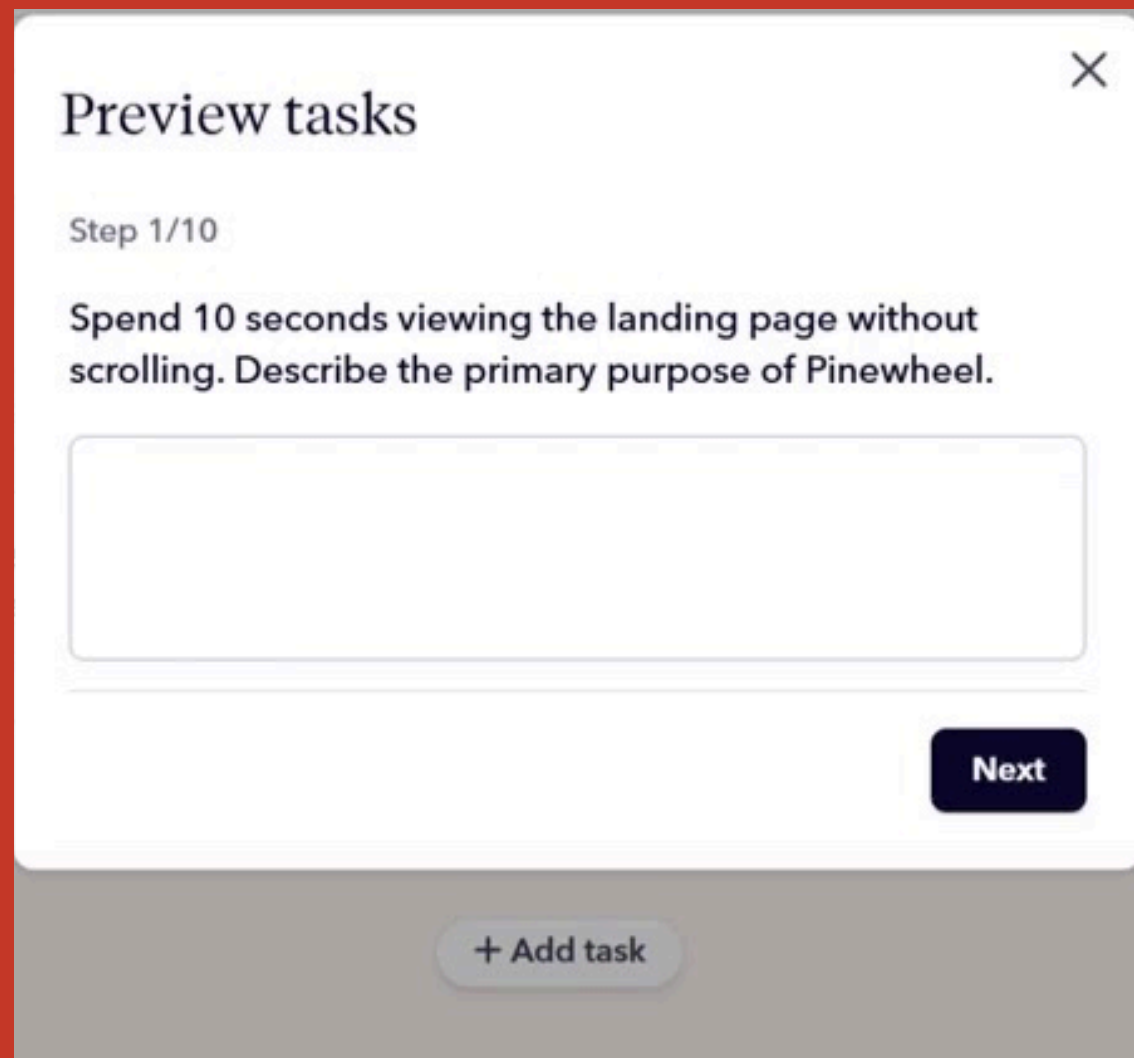 Preview tasks
Step 1/10
Spend 10 seconds viewing the landing page without
scrolling. Describe the primary purpose of Pinewheel.
Next
+ Add task